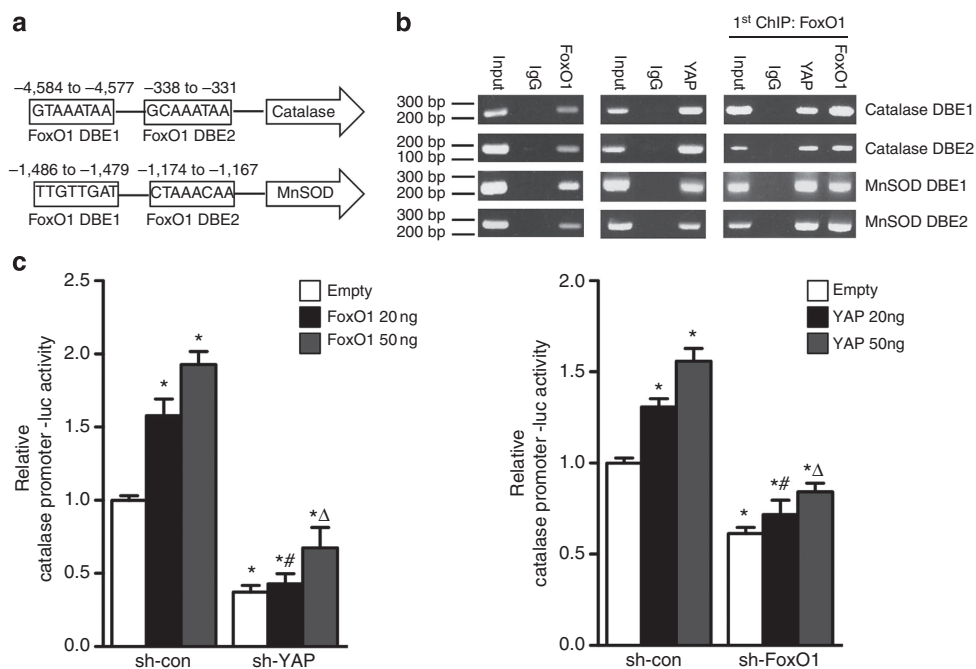 a
–4,584 to –4,577
–338 to –331
GTAAATAA
GCAAATAA
Catalase
FoxO1 DBE1
FoxO1 DBE2
–1,486 to –1,479
–1,174 to –1,167
TTGTTGAT
CTAAACAA
MnSOD
FoxO1 DBE1
FoxO1 DBE2
b
1st ChIP: FoxO1
Input
IgG
FoxO1
Input
IgG
YAP
Input
IgG
YAP
FoxO1
300 bp
200 bp
Catalase DBE1
200 bp
100 bp
Catalase DBE2
300 bp
200 bp
MnSOD DBE1
300 bp
200 bp
MnSOD DBE2
c
Relative
catalase promoter -luc activity
2.5
2.0
1.5
1.0
0.5
0.0
Empty
FoxO1 20 ng
FoxO1 50 ng
*
*
*
*#
*Δ
sh-con
sh-YAP
Relative
catalase promoter -luc activity
2.0
1.5
1.0
0.5
0.0
Empty
YAP 20ng
YAP 50ng
*
*
*
*#
*Δ
sh-con
sh-FoxO1